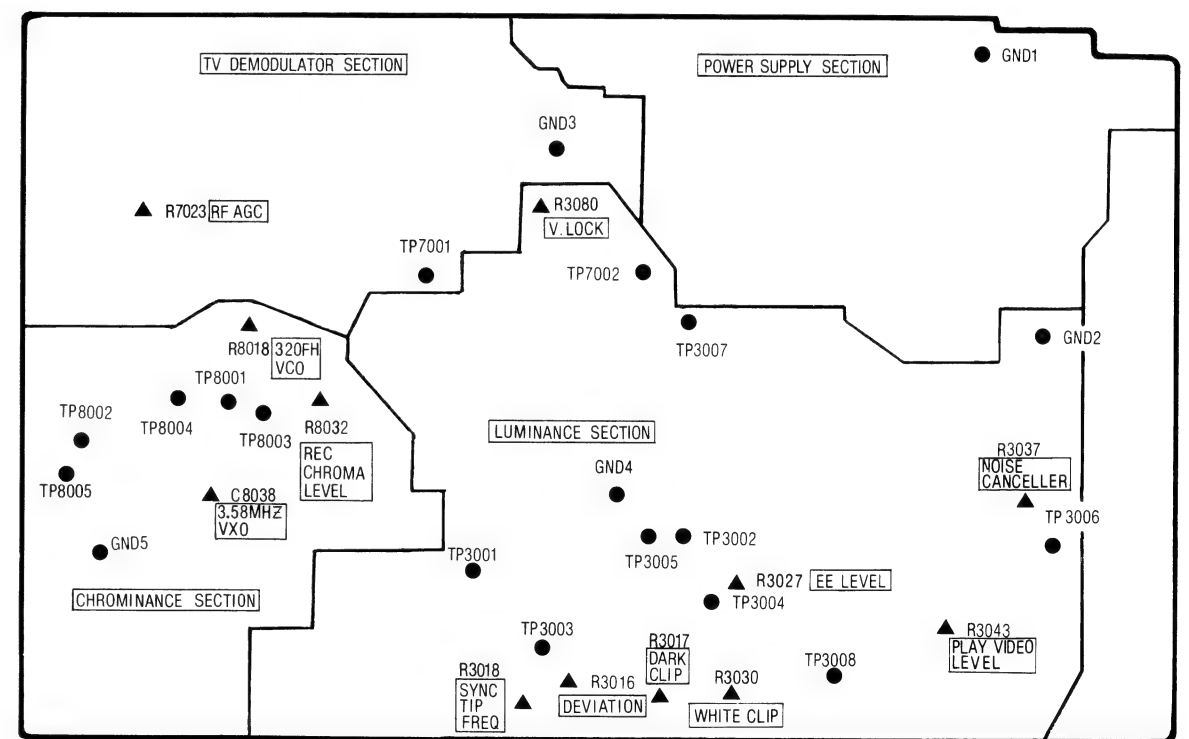 TV DEMODULATOR SECTION
POWER SUPPLY SECTION
GND1
GND3
R7023 RF AGC
R3080
V. LOCK
TP7001
TP7002
R8018 320FH
VCO
TP3007
GND2
TP8001
TP8002
TP8004
TP8003
R8032
REC
CHROMA
LEVEL
LUMINANCE SECTION
R3037
NOISE
CANCELLER
GND4
TP8005
C8038
3.58MHZ
VXO
TP3006
GND5
TP3001
TP3005
TP3002
R3027 EE LEVEL
CHROMINANCE SECTION
TP3004
TP3003
R3017
DARK
CLIP
R3043
PLAY VIDEO
LEVEL
R3018
SYNC
TIP
FREQ
R3016
DEVIATION
R3030
WHITE CLIP
TP3008